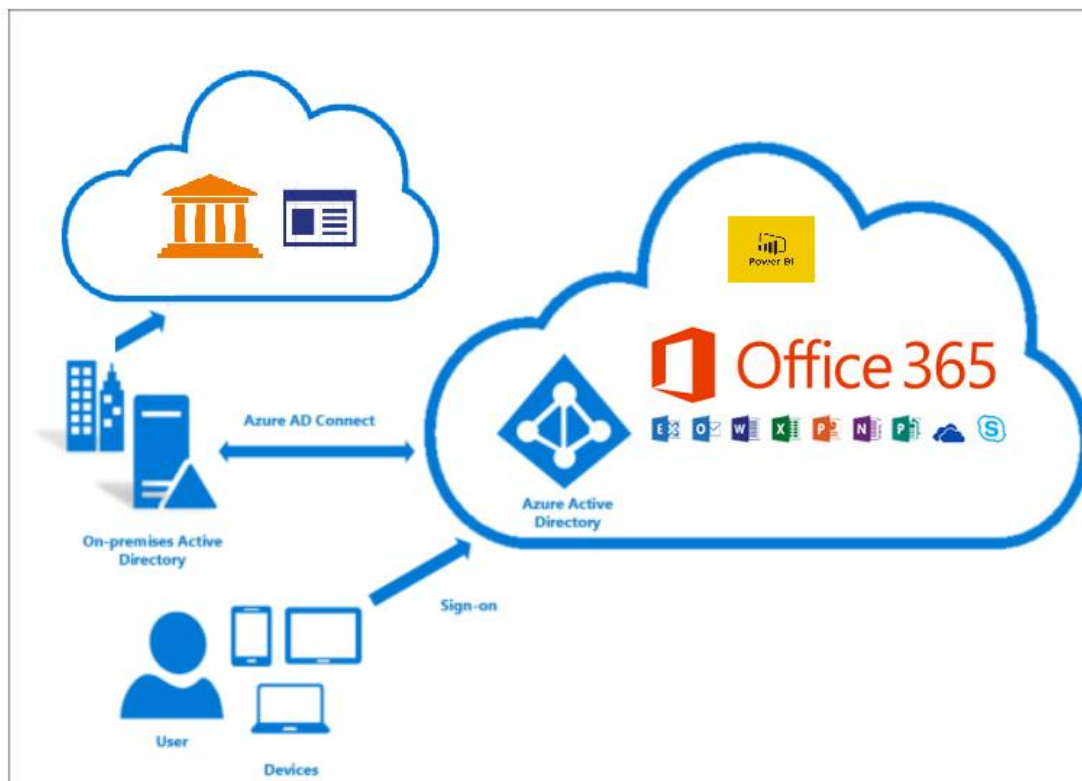 Power BI
Office 365
E
O
W
X
P
N
P
S
Azure AD Connect
Azure Active
Directory
On-premises Active
Directory
Sign-on
User
Devices